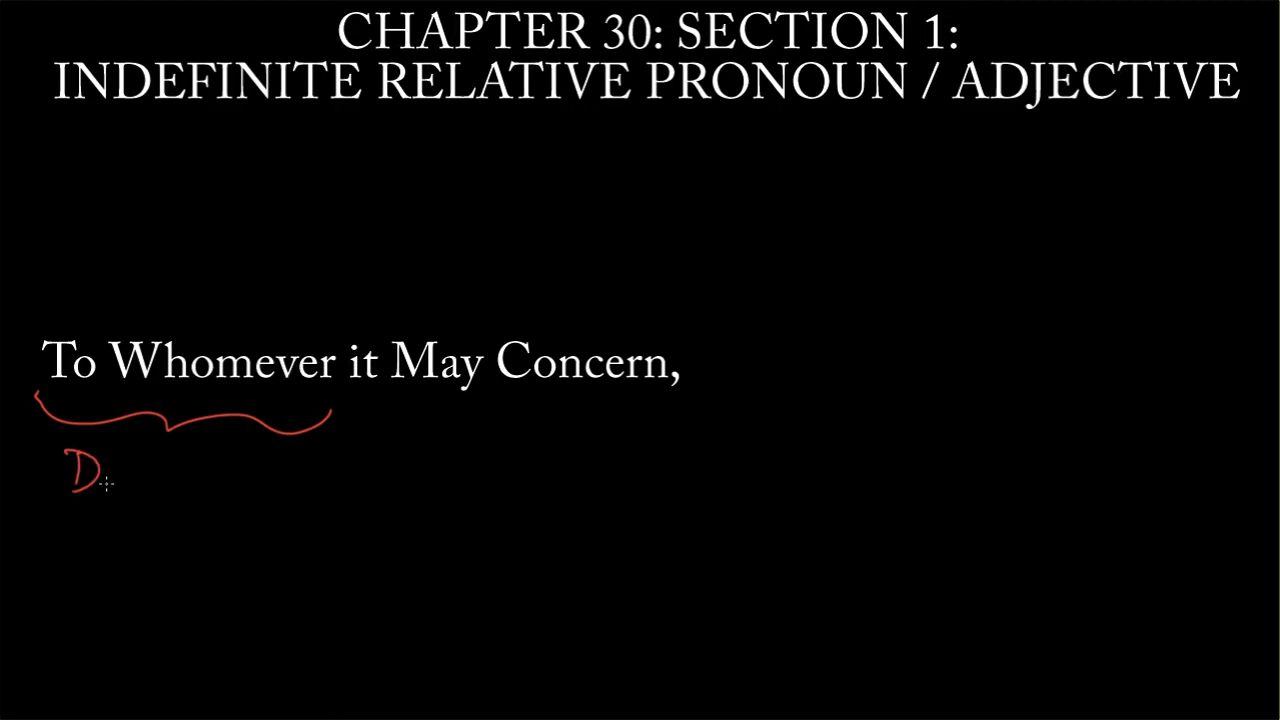 CHAPTER 30: SECTION 1:
INDEFINITE RELATIVE PRONOUN / ADJECTIVE
To Whomever it May Concern,
D